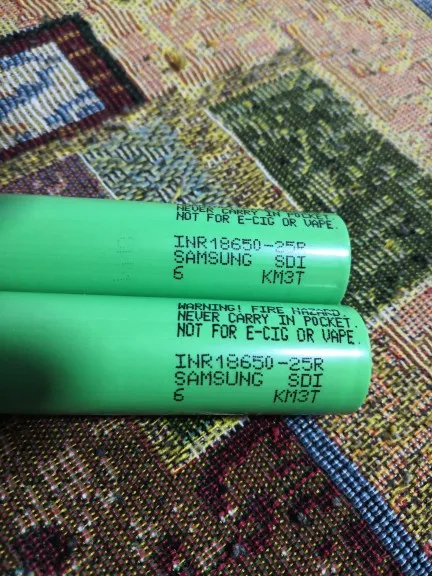 NEVER CARRY IN POCKET.
NOT FOR E-CIG OR VAPE.
INR18650-25R
SAMSUNG SDI
6 KM3T
WARNING! FIRE HAZARD.
NEVER CARRY IN POCKET.
NOT FOR E-CIG OR VAPE.
INR18650-25R
SAMSUNG SDI
6 KM3T